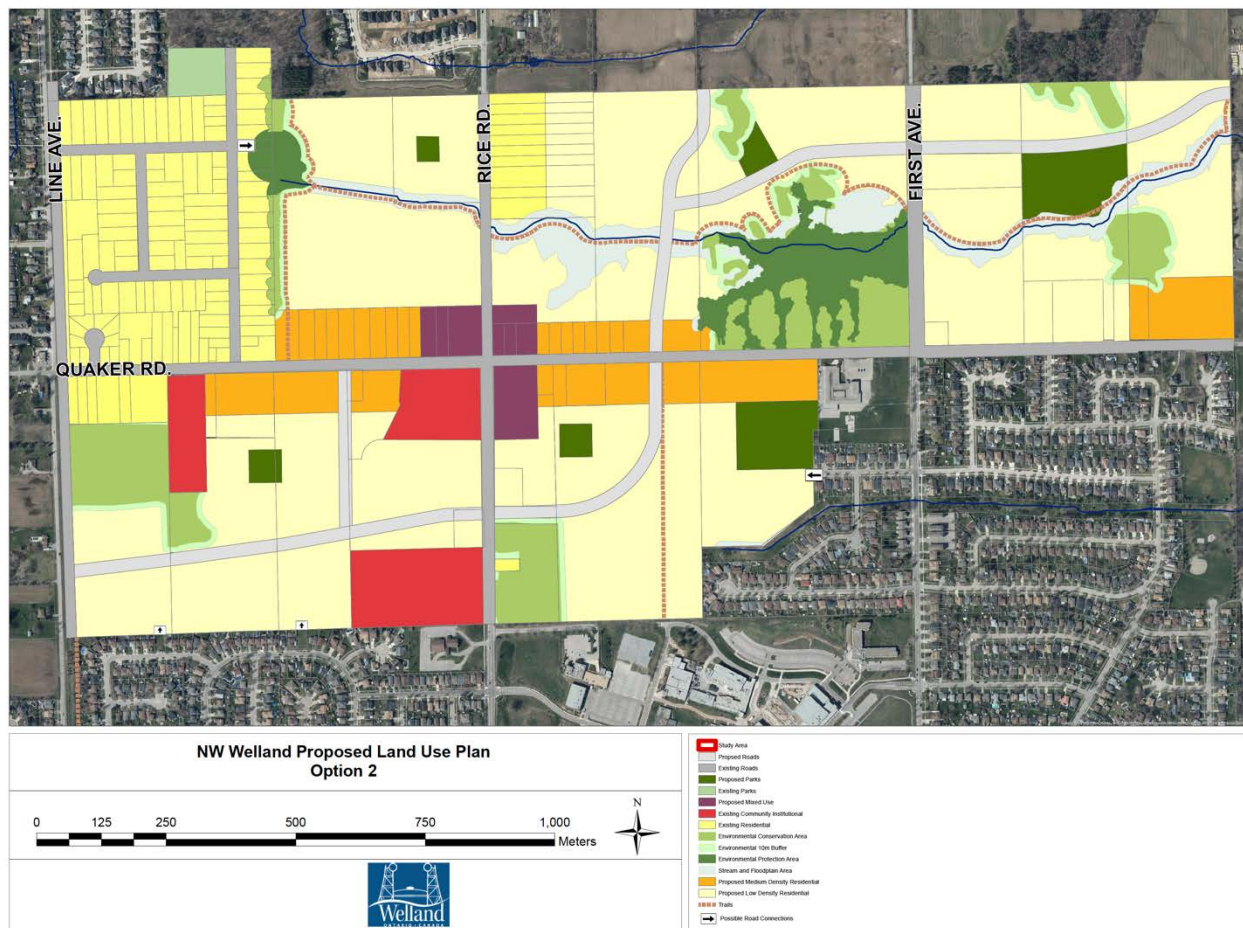 LINE AVE.
RICE RD.
FIRST AVE.
QUAKER RD.
NW Welland Proposed Land Use Plan
Option 2
0 125 250 500 750 1,000
Meters
N
Welland
ONTARIO · CANADA
Study Area
Propsed Roads
Existing Roads
Proposed Parks
Existing Parks
Proposed Mixed Use
Existing Community Institutional
Existing Residential
Environmental Conservation Area
Environmental 10m Buffer
Environmental Protection Area
Stream and Floodplain Area
Proposed Medium Density Residential
Proposed Low Density Residential
Trails
Possible Road Connections